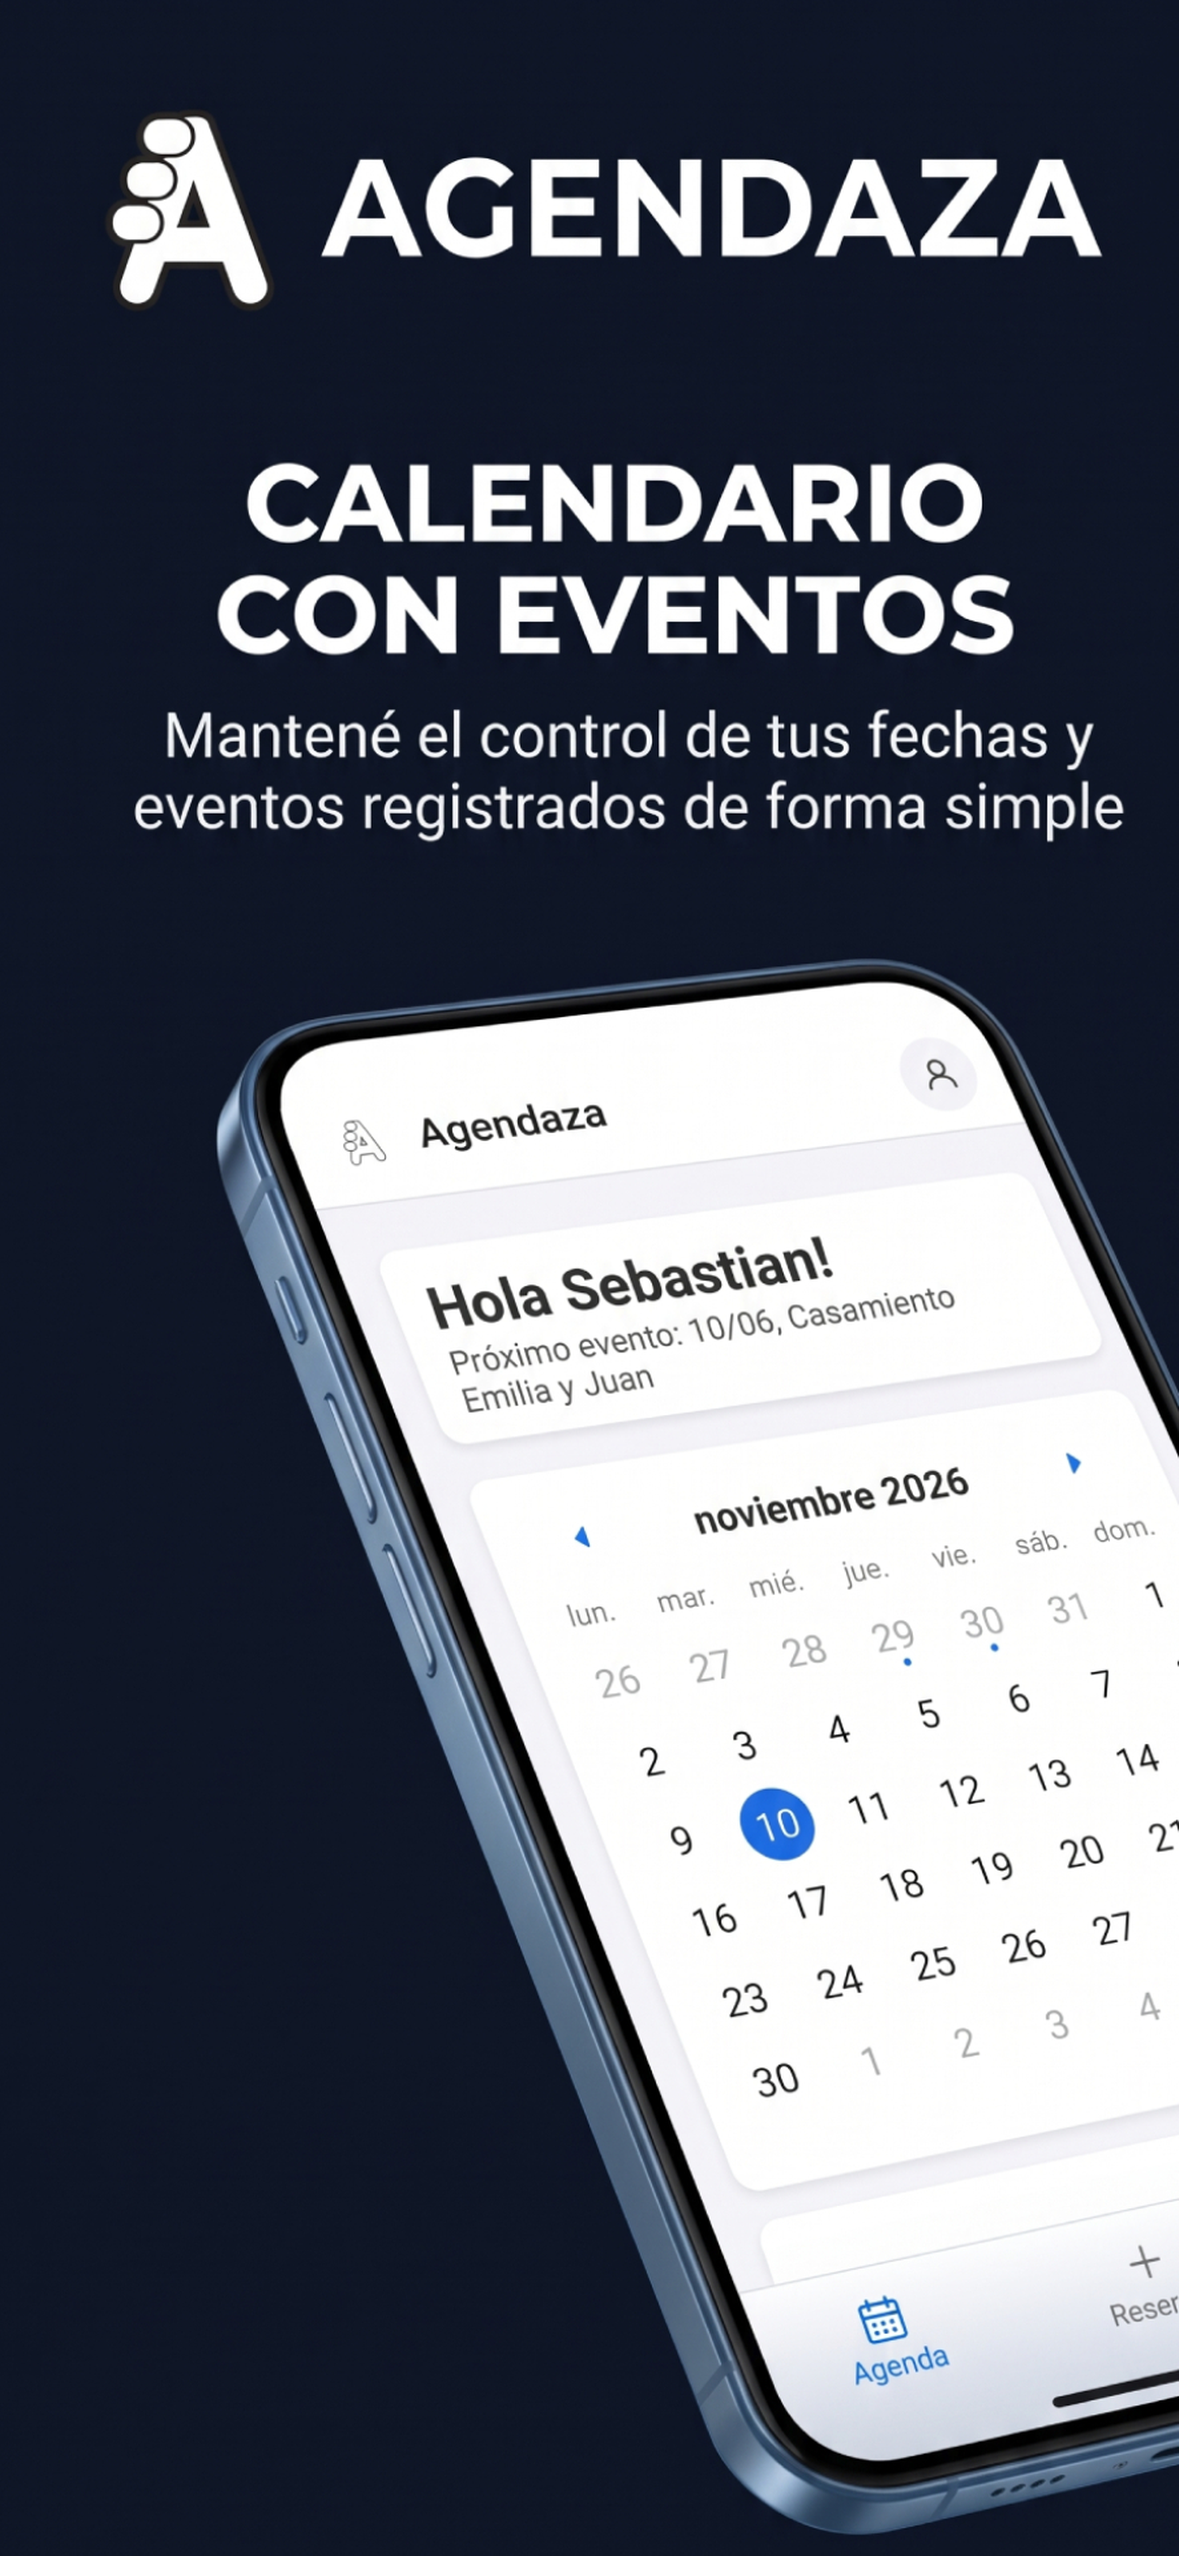 AGENDAZA
CALENDARIO
CON EVENTOS
Mantené el control de tus fechas y
eventos registrados de forma simple
Agendaza
Hola Sebastian!
Próximo evento: 10/06, Casamiento
Emilia y Juan
noviembre 2026
lun. mar. mié. jue. vie. sáb. dom.
26 27 28 29 30 31 1
2 3 4 5 6 7
9 10 11 12 13 14
16 17 18 19 20 21
23 24 25 26 27
30 1 2 3 4
Agenda